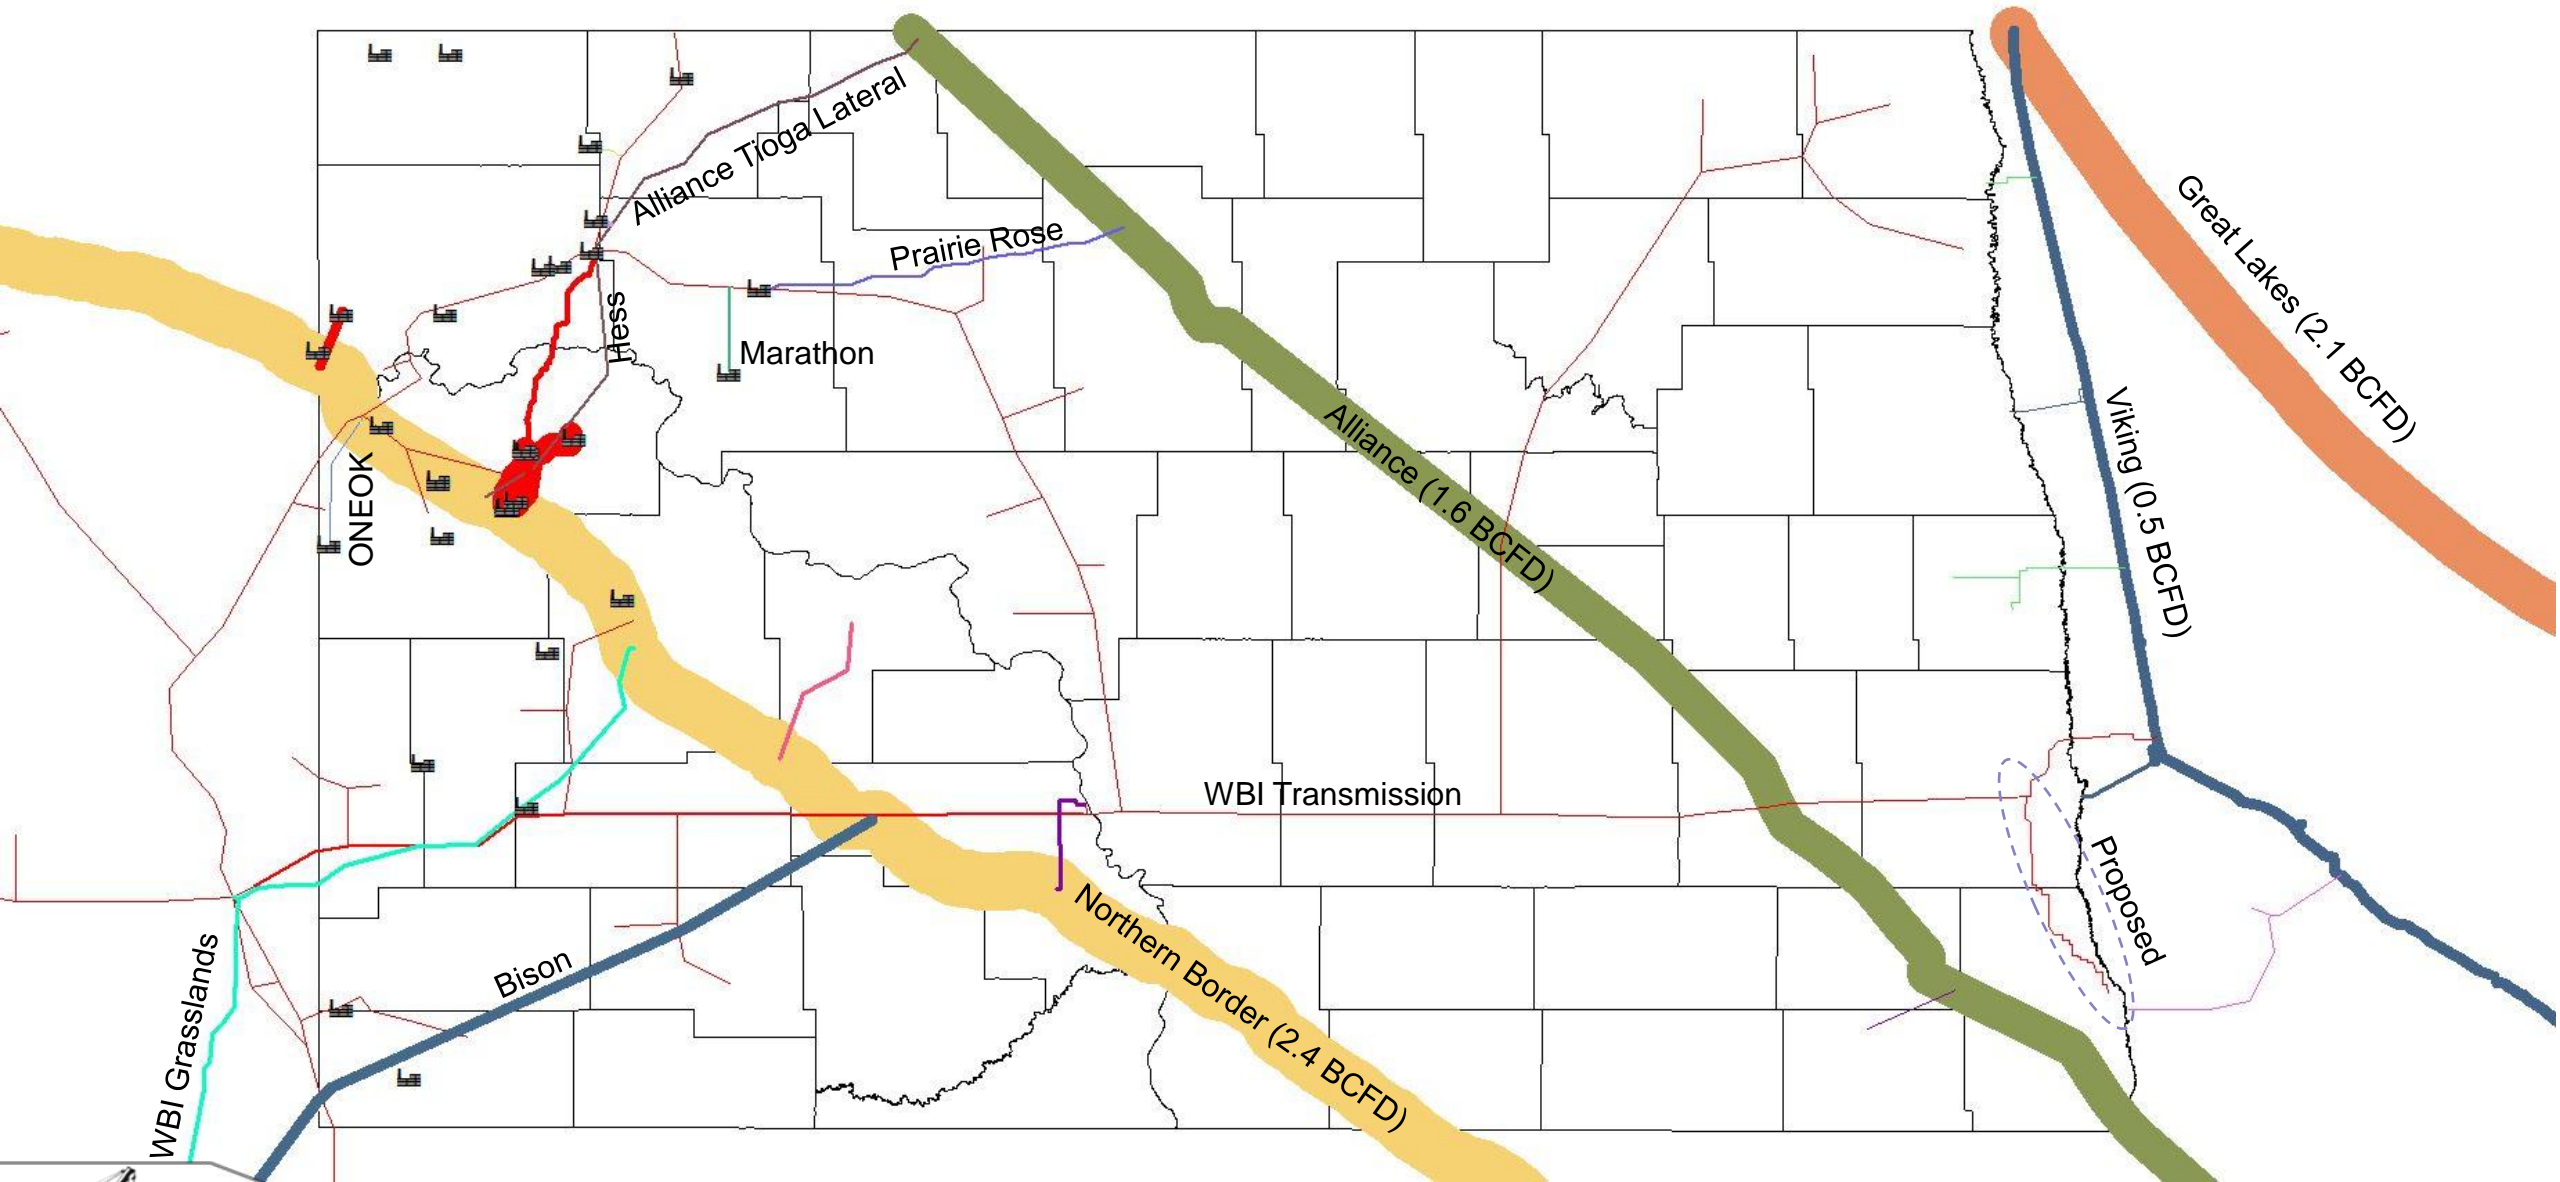 Alliance Tioga Lateral
Prairie Rose
Great Lakes (2.1 BCFD)
Hess
Marathon
Viking (0.5 BCFD)
Alliance (1.6 BCFD)
ONEOK
WBI Transmission
Proposed
Northern Border (2.4 BCFD)
Bison
WBI Grasslands